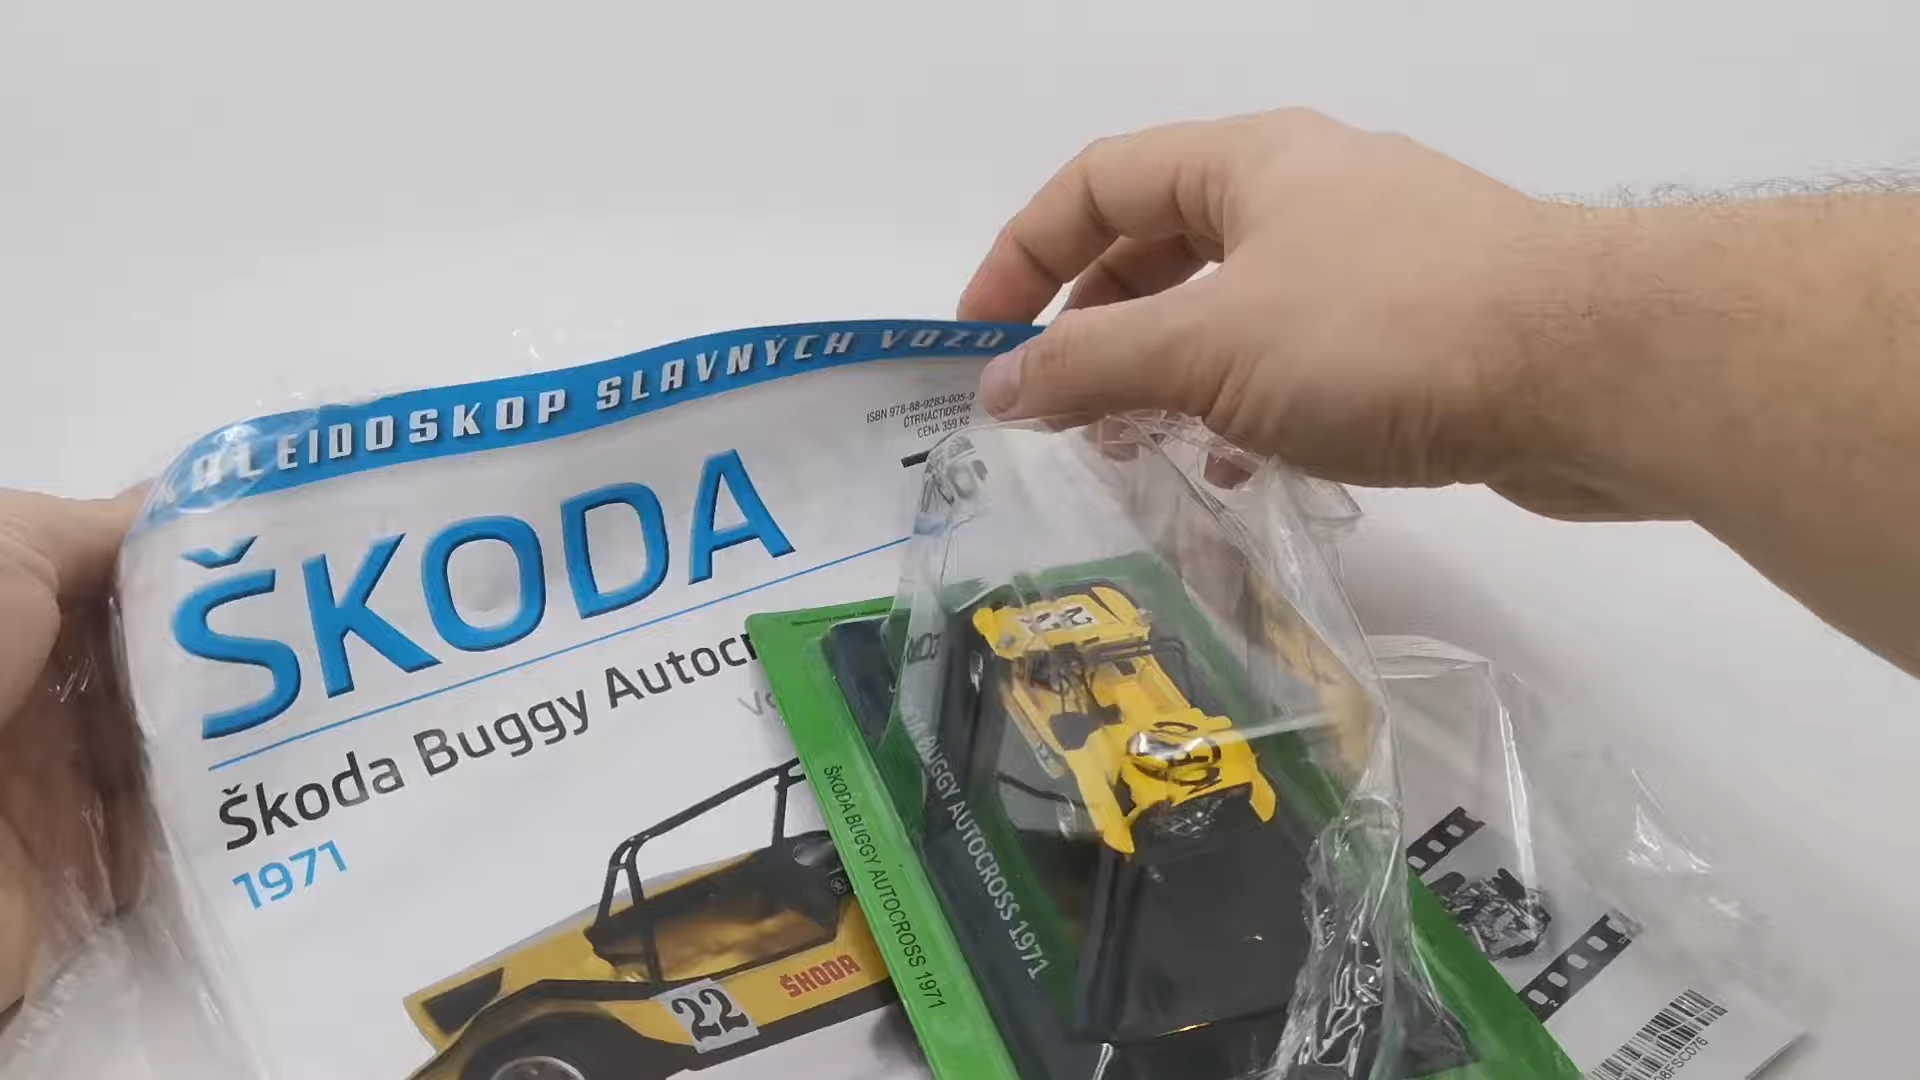 KALEIDOSKOP SLAVNÝCH VOZŮ
ISBN 978-88-9283-005-9
ČTRNÁCTIDENÍK
CENA 359 KČ
ŠKODA
Škoda Buggy
1971
ŠKODA BUGGY AUTOCROSS 1971
BUGGY AUTOCROSS 1971
22
ŠKODA
22